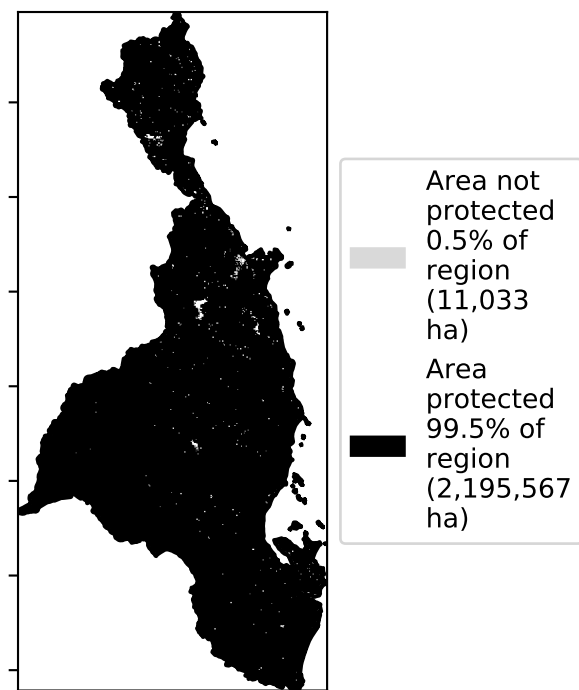 Area not
protected
0.5% of
region
(11,033
ha)
Area
protected
99.5% of
region
(2,195,567
ha)